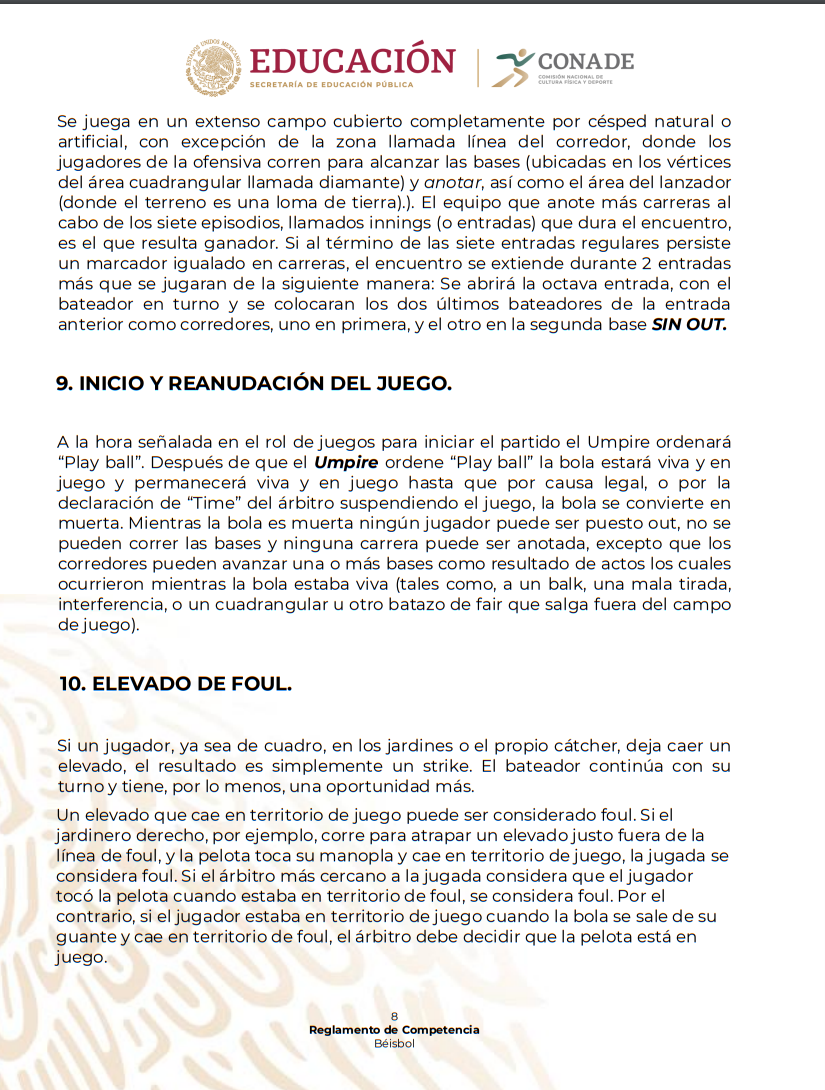 EDUCACIÓN
SECRETARÍA DE EDUCACIÓN PÚBLICA
ESTADOS UNIDOS MEXICANOS
CONADE
COMISIÓN NACIONAL DE
CULTURA FÍSICA Y DEPORTE
Se juega en un extenso campo cubierto completamente por césped natural o
artificial, con excepción de la zona llamada línea del corredor, donde los
jugadores de la ofensiva corren para alcanzar las bases (ubicadas en los vértices
del área cuadrangular llamada diamante) y anotar, así como el área del lanzador
(donde el terreno es una loma de tierra).). El equipo que anote más carreras al
cabo de los siete episodios, llamados innings (o entradas) que dura el encuentro,
es el que resulta ganador. Si al término de las siete entradas regulares persiste
un marcador igualado en carreras, el encuentro se extiende durante 2 entradas
más que se jugaran de la siguiente manera: Se abrirá la octava entrada, con el
bateador en turno y se colocaran los dos últimos bateadores de la entrada
anterior como corredores, uno en primera, y el otro en la segunda base SIN OUT.
9. INICIO Y REANUDACIÓN DEL JUEGO.
A la hora señalada en el rol de juegos para iniciar el partido el Umpire ordenará
“Play ball”. Después de que el Umpire ordene “Play ball” la bola estará viva y en
juego y permanecerá viva y en juego hasta que por causa legal, o por la
declaración de “Time” del árbitro suspendiendo el juego, la bola se convierte en
muerta. Mientras la bola es muerta ningún jugador puede ser puesto out, no se
pueden correr las bases y ninguna carrera puede ser anotada, excepto que los
corredores pueden avanzar una o más bases como resultado de actos los cuales
ocurrieron mientras la bola estaba viva (tales como, a un balk, una mala tirada,
interferencia, o un cuadrangular u otro batazo de fair que salga fuera del campo
de juego).
10. ELEVADO DE FOUL.
Si un jugador, ya sea de cuadro, en los jardines o el propio cátcher, deja caer un
elevado, el resultado es simplemente un strike. El bateador continúa con su
turno y tiene, por lo menos, una oportunidad más.
Un elevado que cae en territorio de juego puede ser considerado foul. Si el
jardinero derecho, por ejemplo, corre para atrapar un elevado justo fuera de la
línea de foul, y la pelota toca su manopla y cae en territorio de juego, la jugada se
considera foul. Si el árbitro más cercano a la jugada considera que el jugador
tocó la pelota cuando estaba en territorio de foul, se considera foul. Por el
contrario, si el jugador estaba en territorio de juego cuando la bola se sale de su
guante y cae en territorio de foul, el árbitro debe decidir que la pelota está en
juego.
8
Reglamento de Competencia
Béisbol